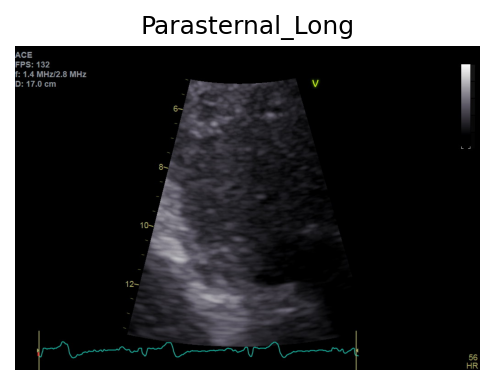 Parasternal_Long
ACE
FPS: 132
f: 1.4 MHz/2.8 MHz
D: 17.0 cm
V
6
8
10
12
56
HR